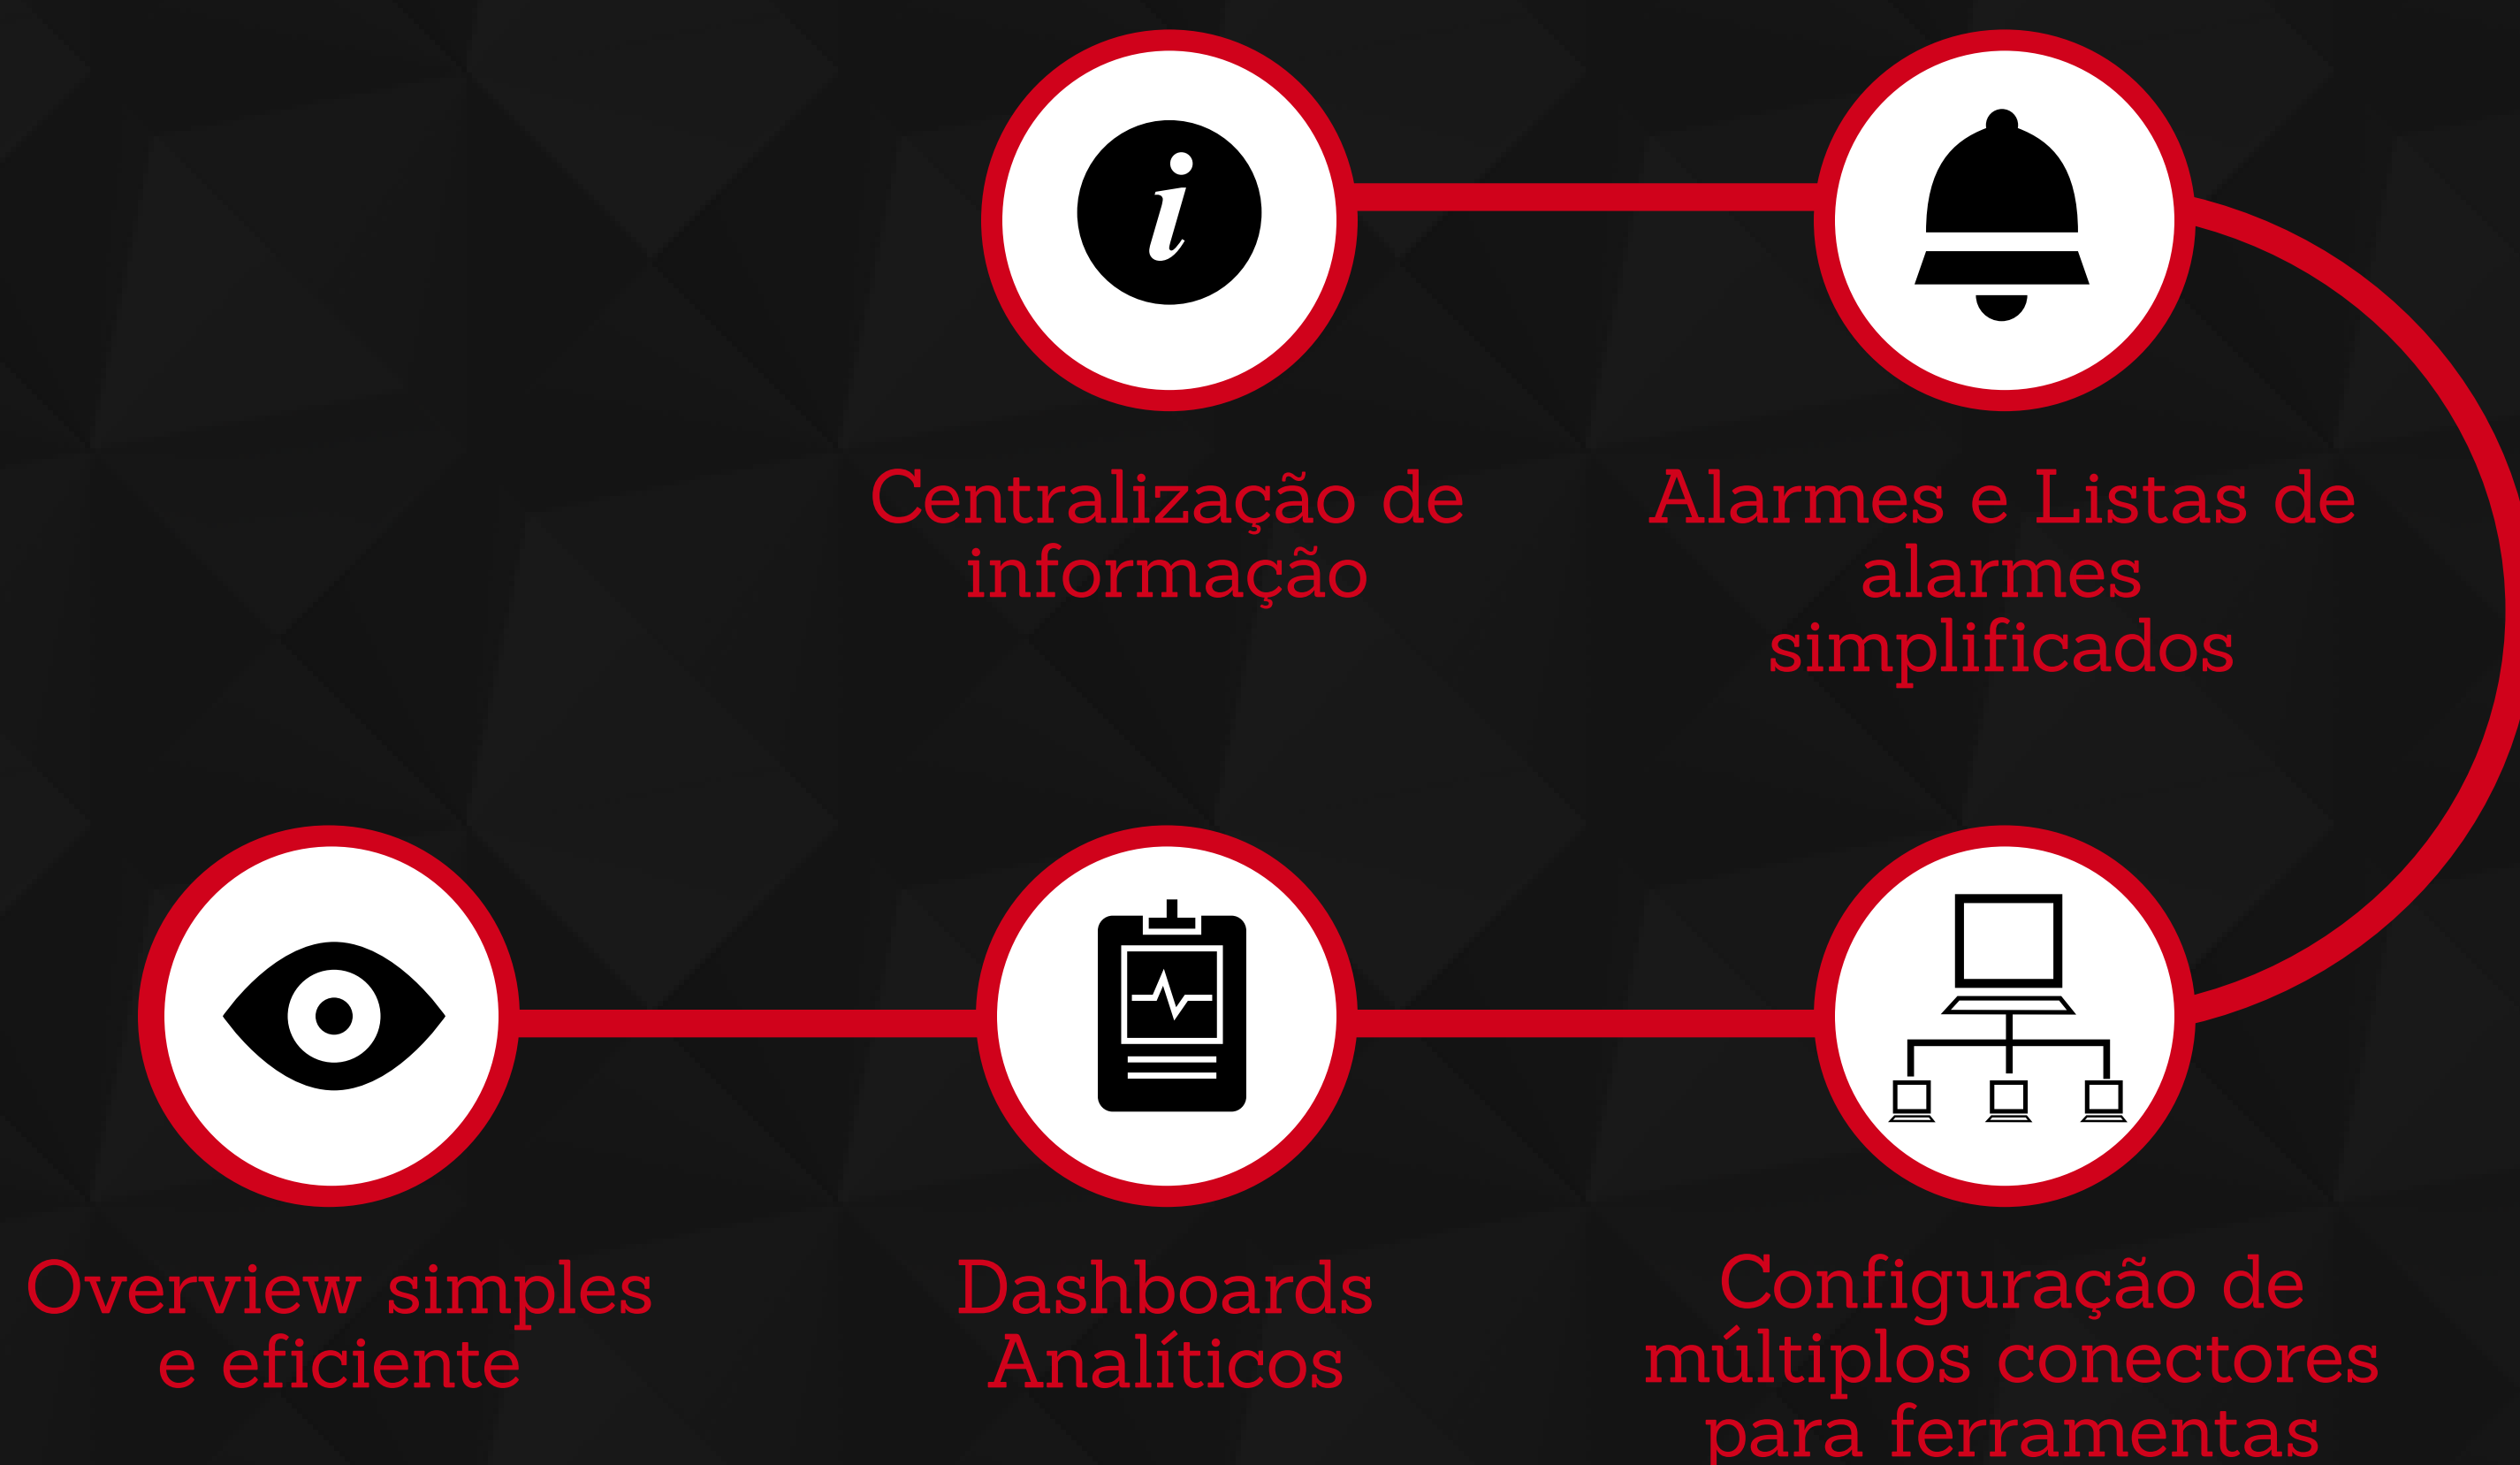 Centralização de
informação
Alarmes e Listas de
alarmes
simplificados
Overview simples
e eficiente
Dashboards
Analíticos
Configuração de
múltiplos conectores
para ferramentas